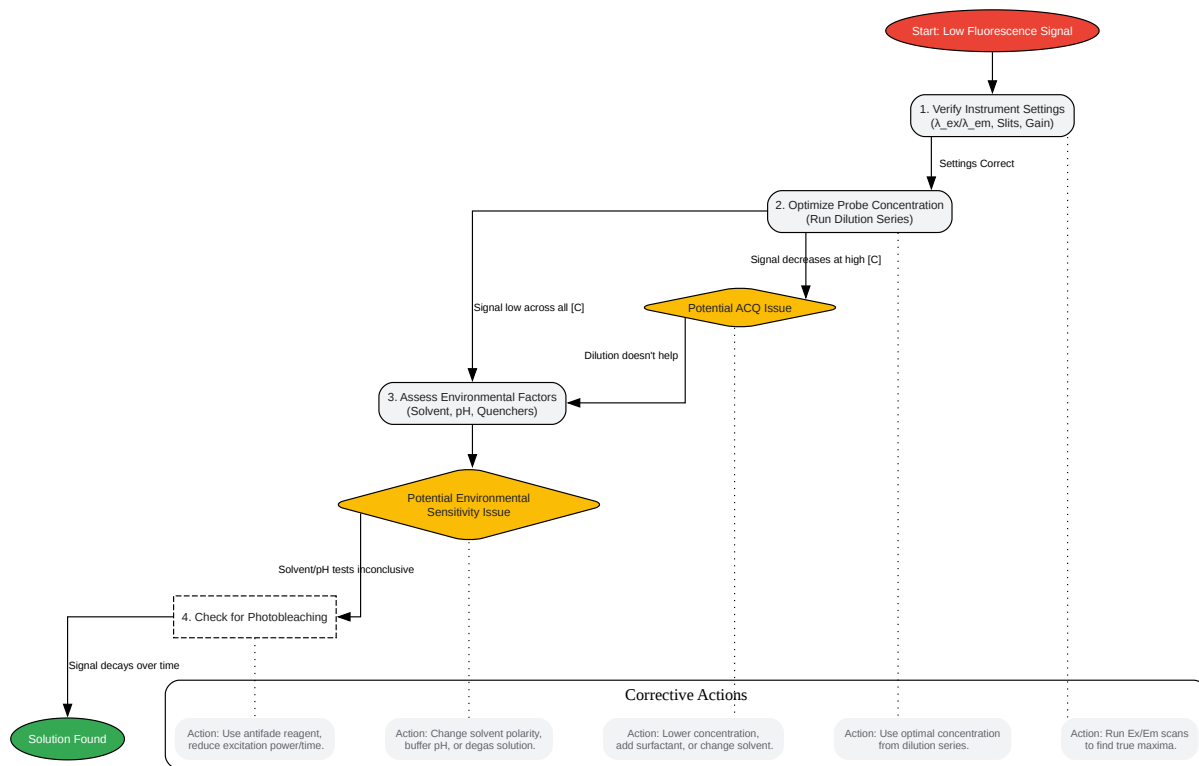 Start: Low Fluorescence Signal
1. Verify Instrument Settings
(λ_ex/λ_em, Slits, Gain)
Settings Correct
2. Optimize Probe Concentration
(Run Dilution Series)
Signal decreases at high [C]
Signal low across all [C]
Potential ACQ Issue
Dilution doesn't help
3. Assess Environmental Factors
(Solvent, pH, Quenchers)
Potential Environmental
Sensitivity Issue
Solvent/pH tests inconclusive
4. Check for Photobleaching
Signal decays over time
Solution Found
Corrective Actions
Action: Use antifade reagent,
reduce excitation power/time.
Action: Change solvent polarity,
buffer pH, or degas solution.
Action: Lower concentration,
add surfactant, or change solvent.
Action: Use optimal concentration
from dilution series.
Action: Run Ex/Em scans
to find true maxima.